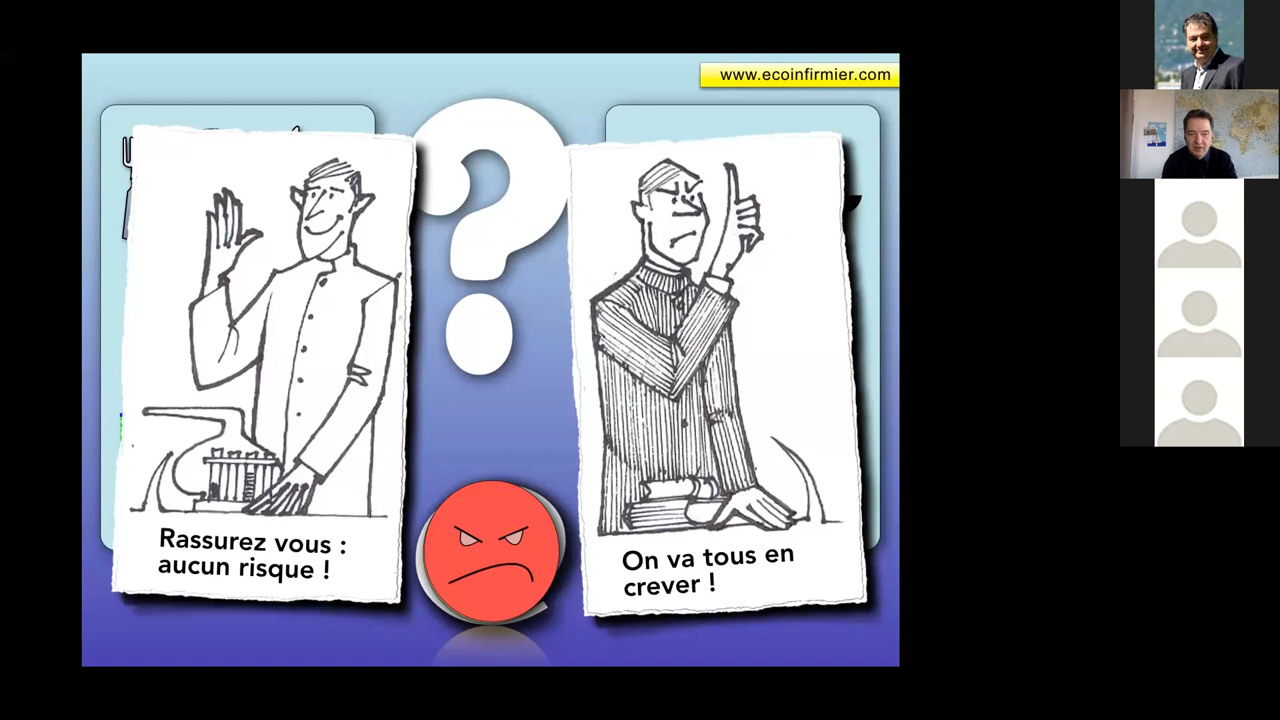 www.ecoinfirmier.com
Rassurez vous :
aucun risque !
On va tous en
crever !